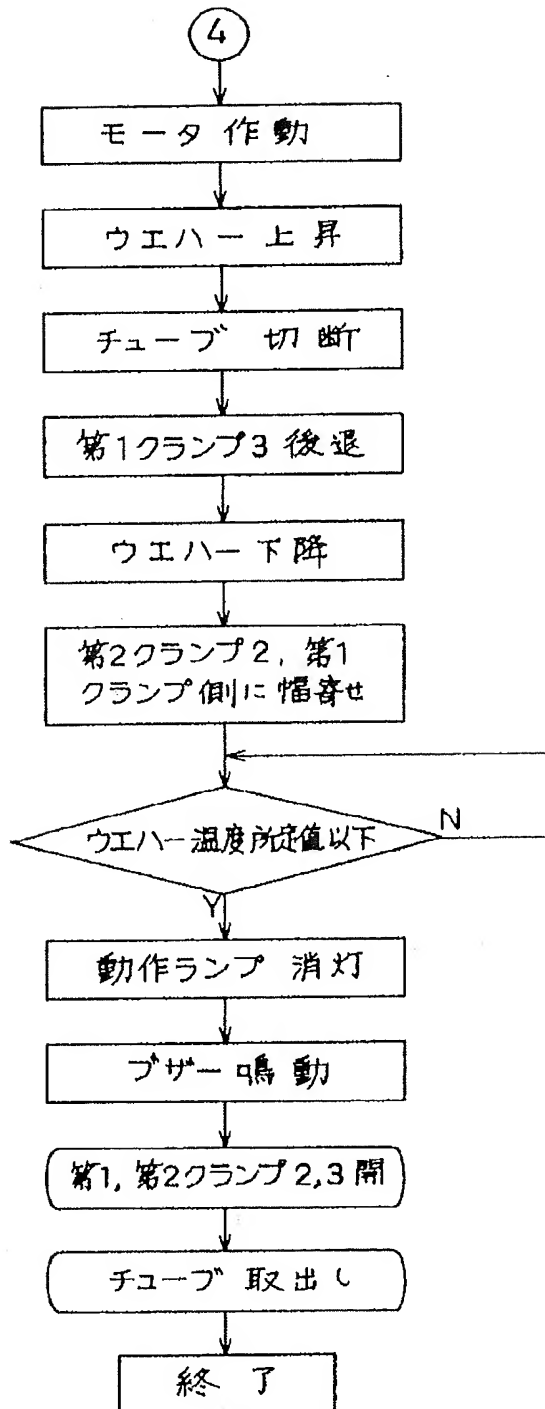 4
モータ作動
ウエハー上昇
チューブ 切断
第1クランプ3後退
ウエハー下降
第2クランプ2, 第1
クランプ側に幅寄せ
ウエハー温度所定値以下
N
Y
動作ランプ 消灯
ブザー鳴動
第1, 第2クランプ2,3開
チューブ 取出し
終了